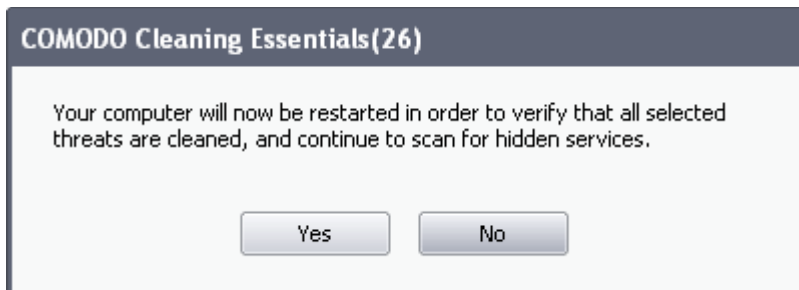 COMODO Cleaning Essentials(26)
Your computer will now be restarted in order to verify that all selected
threats are cleaned, and continue to scan for hidden services.
Yes
No